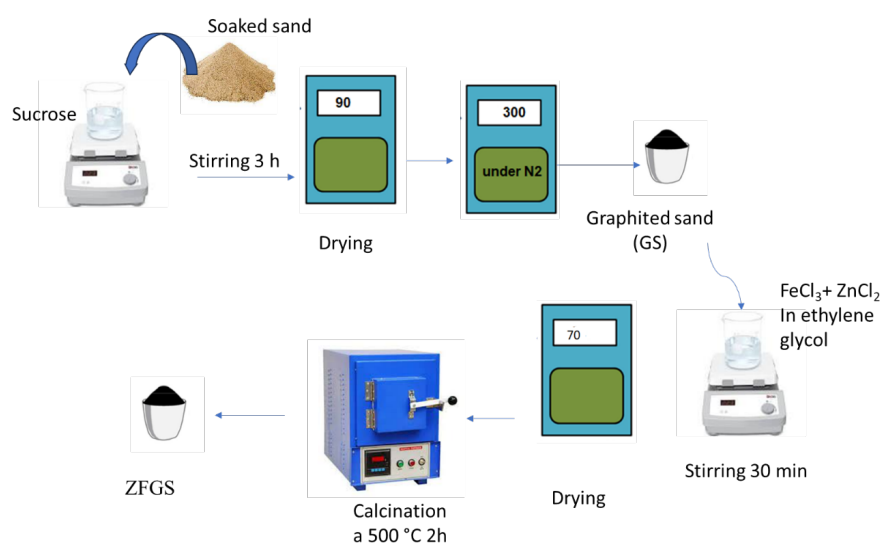 Soaked sand
Sucrose
Stirring 3 h
90
Drying
300
under N2
Graphited sand
(GS)
FeCl₃+ ZnCl₂
In ethylene
glycol
Stirring 30 min
70
Drying
Calcination
a 500 °C 2h
ZFGS